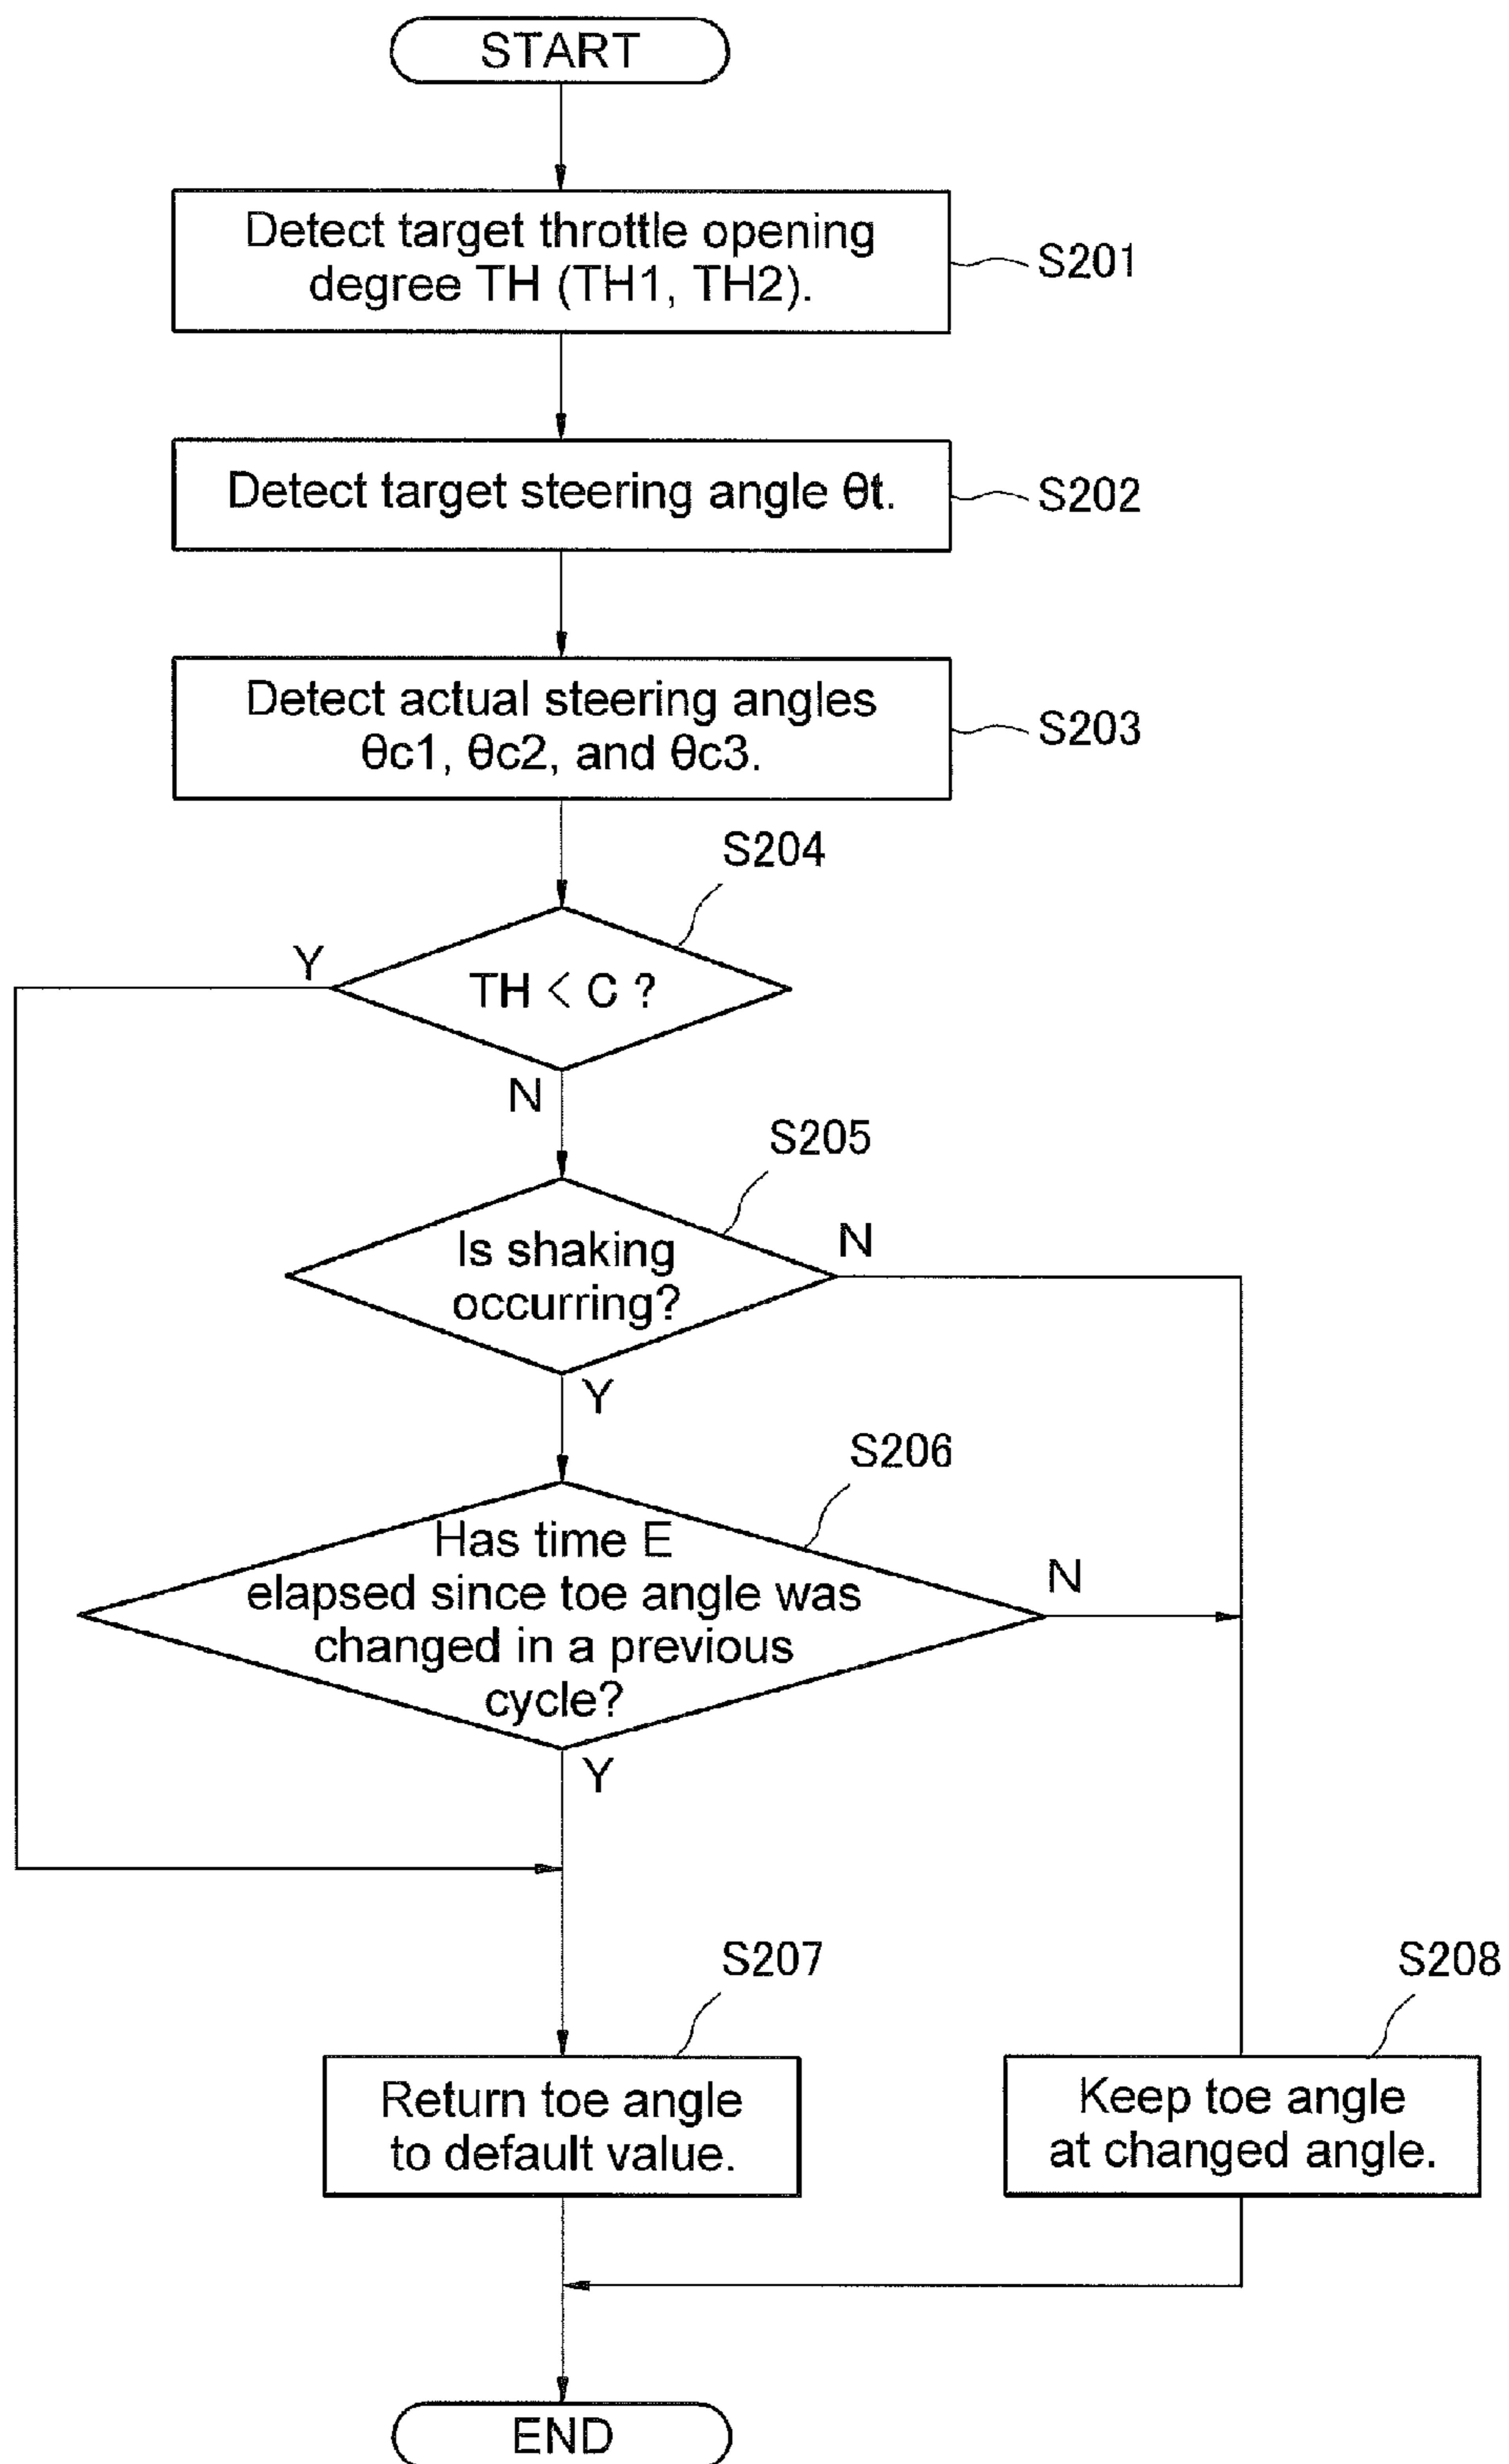 START
Detect target throttle opening
degree TH (TH1, TH2).
S201
Detect target steering angle θt.
S202
Detect actual steering angles
θc1, θc2, and θc3.
S203
S204
Y
TH < C ?
N
S205
Is shaking
occurring?
N
Y
S206
Has time E
elapsed since toe angle was
changed in a previous
cycle?
N
Y
S207
S208
Return toe angle
to default value.
Keep toe angle
at changed angle.
END